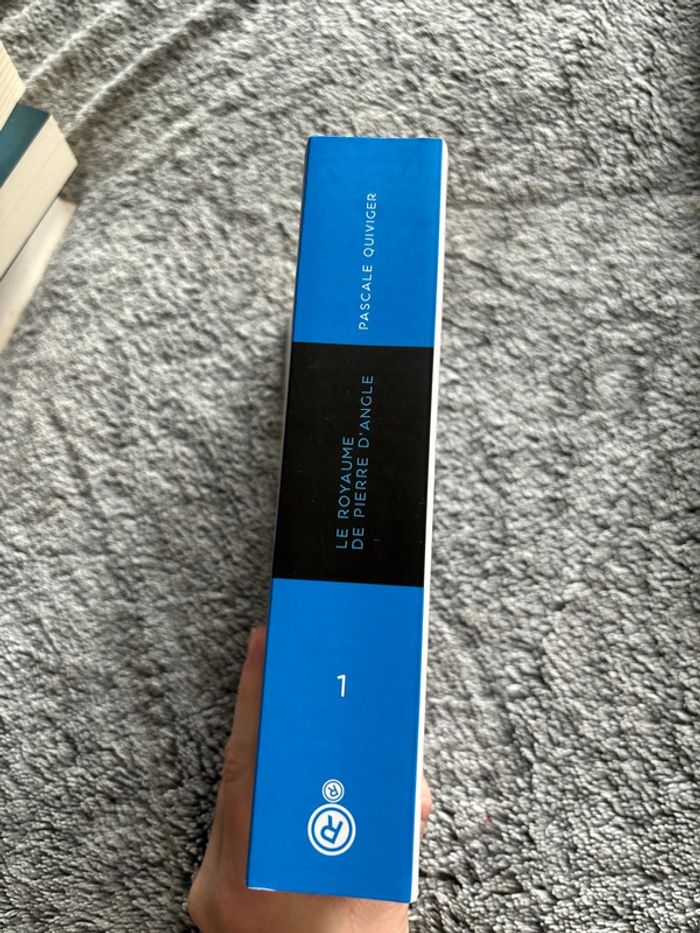 PASCALE QUIVIGER
LE ROYAUME
DE PIERRE D'ANGLE
1
R
R